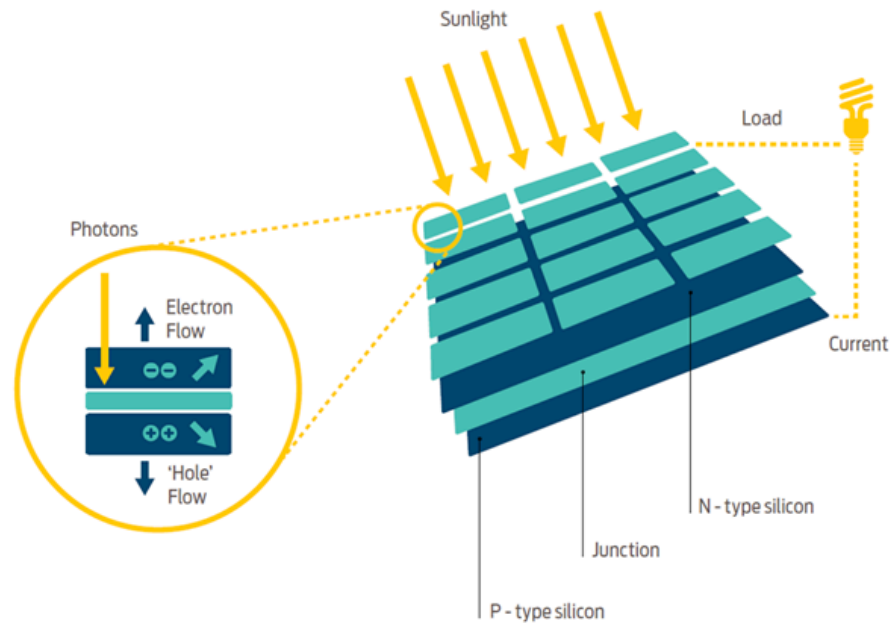 Sunlight
Load
Photons
Electron
Flow
Current
'Hole'
Flow
N - type silicon
Junction
P - type silicon